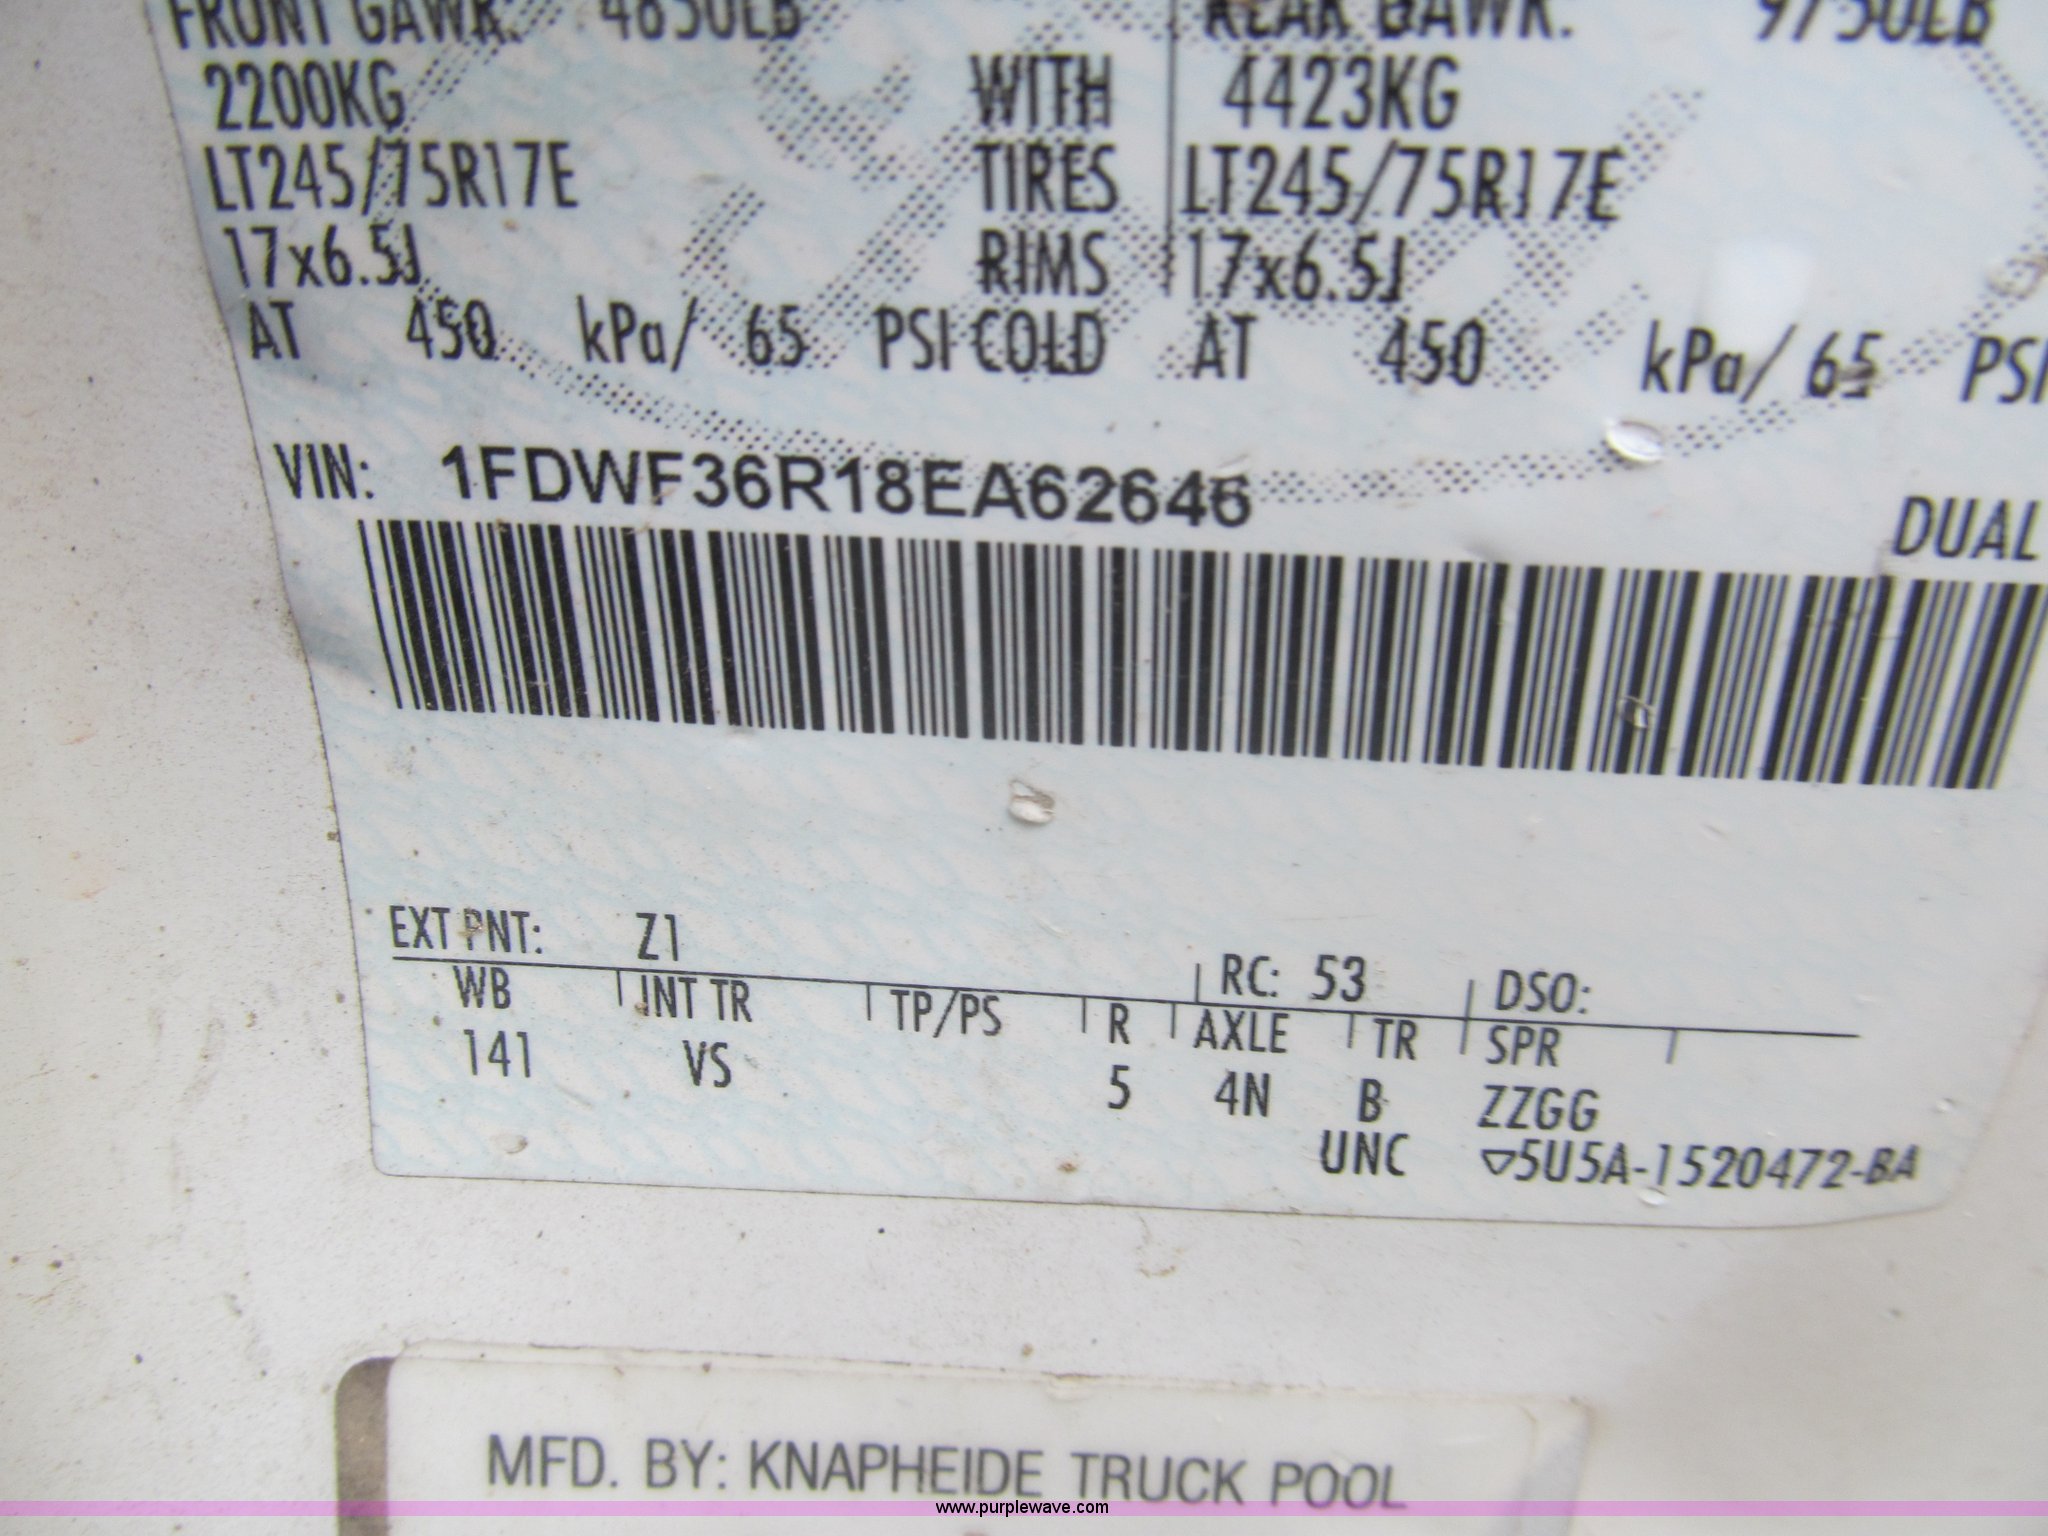 FRONT GAWR: 4850LB REAR GAWR: 9750LB
2200KG WITH 4423KG
LT245/75R17E TIRES LT245/75R17E
17x6.5J RIMS 17x6.5J
AT 450 kPa/ 65 PSI COLD AT 450 kPa/ 65 PSI
VIN: 1FDWF36R18EA62646
DUAL
EXT PNT: Z1 RC: 53 DSO:
WB INT TR TP/PS R AXLE TR SPR
141 VS 5 4N B ZZGG
UNC ▽5U5A-1520472-BA
MFD. BY: KNAPHEIDE TRUCK POOL
www.purplewave.com